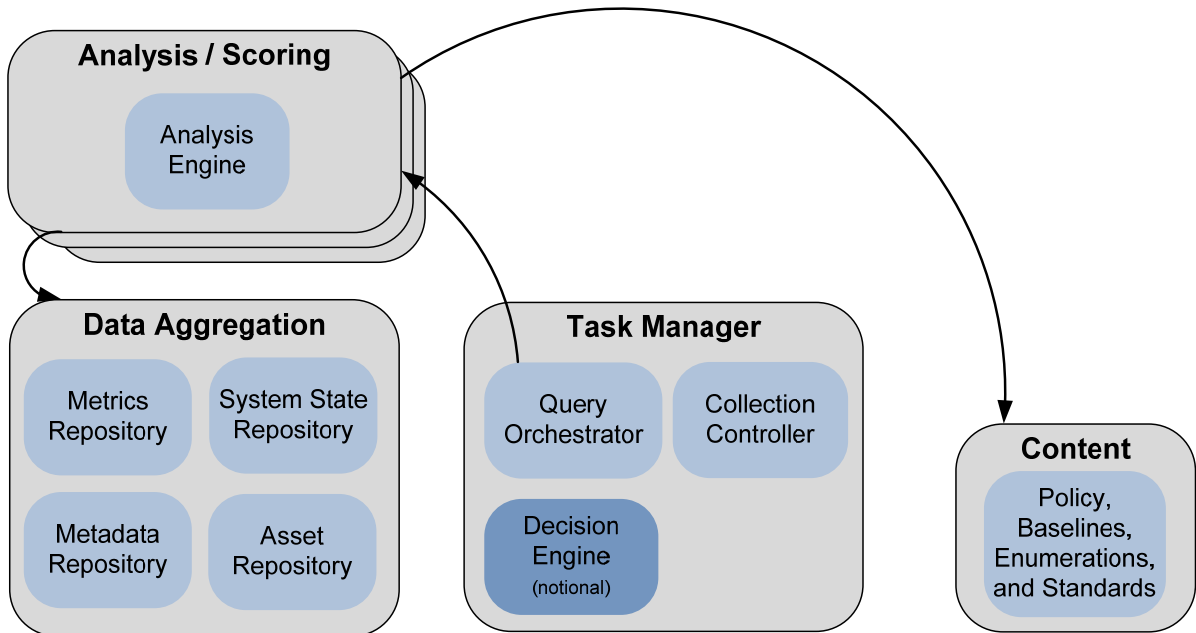 Analysis / Scoring
Analysis
Engine
Data Aggregation
Metrics
Repository
System State
Repository
Metadata
Repository
Asset
Repository
Task Manager
Query
Orchestrator
Collection
Controller
Decision
Engine
(notional)
Content
Policy,
Baselines,
Enumerations,
and Standards